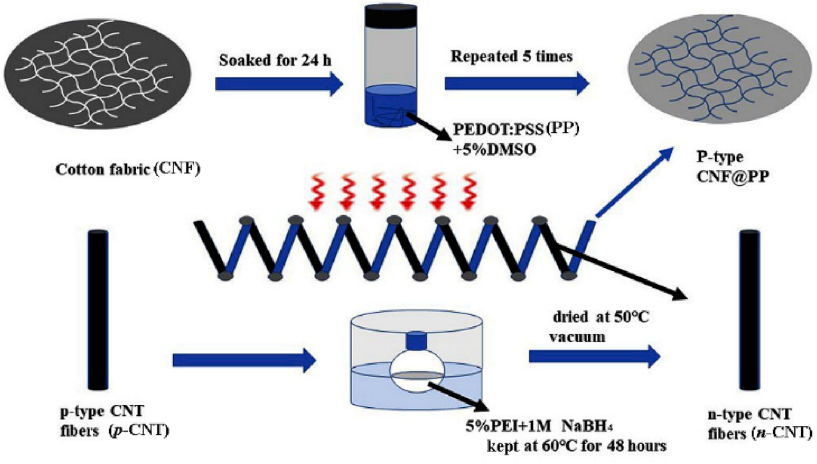 Soaked for 24 h
Repeated 5 times
PEDOT:PSS(PP)
+5%DMSO
Cotton fabric (CNF)
P-type
CNF@PP
dried at 50℃
vacuum
p-type CNT
fibers (p-CNT)
5%PEI+1M NaBH₄
kept at 60℃ for 48 hours
n-type CNT
fibers (n-CNT)